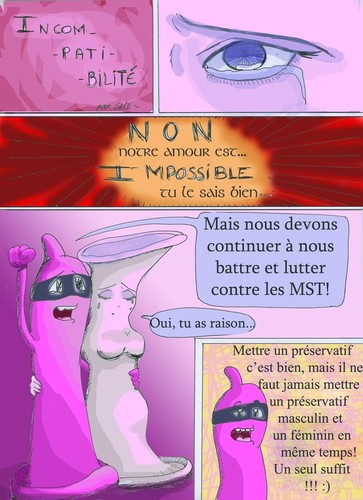 INCOM-
-PATI-
-BILITÉ
NON
NOTRE AMOUR EST...
IMPOSSIBLE
TU LE SAIS BIEN...
Mais nous devons
continuer à nous
battre et lutter
contre les MST!
Oui, tu as raison...
Mettre un préservatif
c'est bien, mais il ne
faut jamais mettre
un préservatif
masculin et
un féminin en
même temps!
Un seul suffit
!!! :)